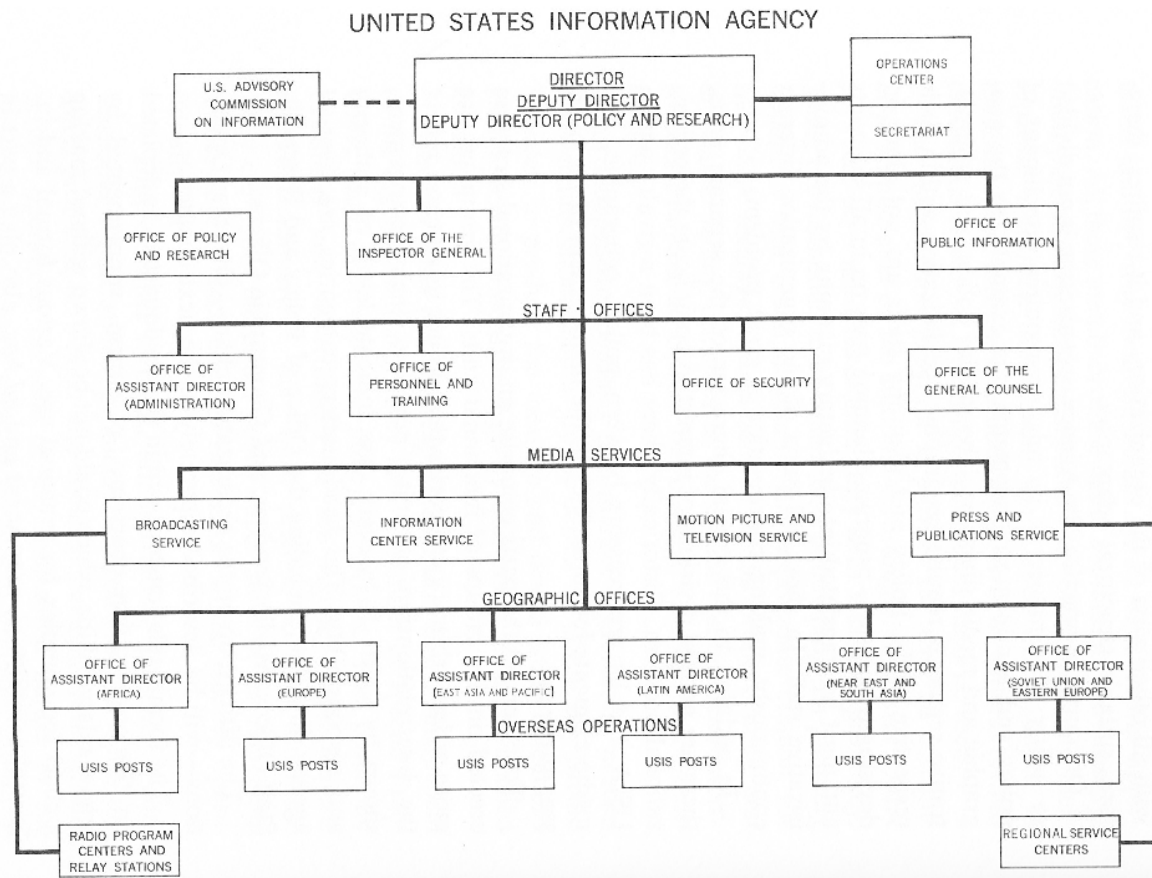 UNITED STATES INFORMATION AGENCY
U.S. ADVISORY
COMMISSION
ON INFORMATION
DIRECTOR
DEPUTY DIRECTOR
DEPUTY DIRECTOR (POLICY AND RESEARCH)
OPERATIONS
CENTER
SECRETARIAT
OFFICE OF POLICY
AND RESEARCH
OFFICE OF THE
INSPECTOR GENERAL
OFFICE OF
PUBLIC INFORMATION
STAFF OFFICES
OFFICE OF
ASSISTANT DIRECTOR
(ADMINISTRATION)
OFFICE OF
PERSONNEL AND
TRAINING
OFFICE OF SECURITY
OFFICE OF THE
GENERAL COUNSEL
MEDIA SERVICES
BROADCASTING
SERVICE
INFORMATION
CENTER SERVICE
MOTION PICTURE AND
TELEVISION SERVICE
PRESS AND
PUBLICATIONS SERVICE
GEOGRAPHIC OFFICES
OFFICE OF
ASSISTANT DIRECTOR
(AFRICA)
OFFICE OF
ASSISTANT DIRECTOR
(EUROPE)
OFFICE OF
ASSISTANT DIRECTOR
[EAST ASIA AND PACIFIC]
OFFICE OF
ASSISTANT DIRECTOR
(LATIN AMERICA)
OFFICE OF
ASSISTANT DIRECTOR
(NEAR EAST AND
SOUTH ASIA)
OFFICE OF
ASSISTANT DIRECTOR
(SOVIET UNION AND
EASTERN EUROPE)
OVERSEAS OPERATIONS
USIS POSTS
USIS POSTS
USIS POSTS
USIS POSTS
USIS POSTS
USIS POSTS
RADIO PROGRAM
CENTERS AND
RELAY STATIONS
REGIONAL SERVICE
CENTERS